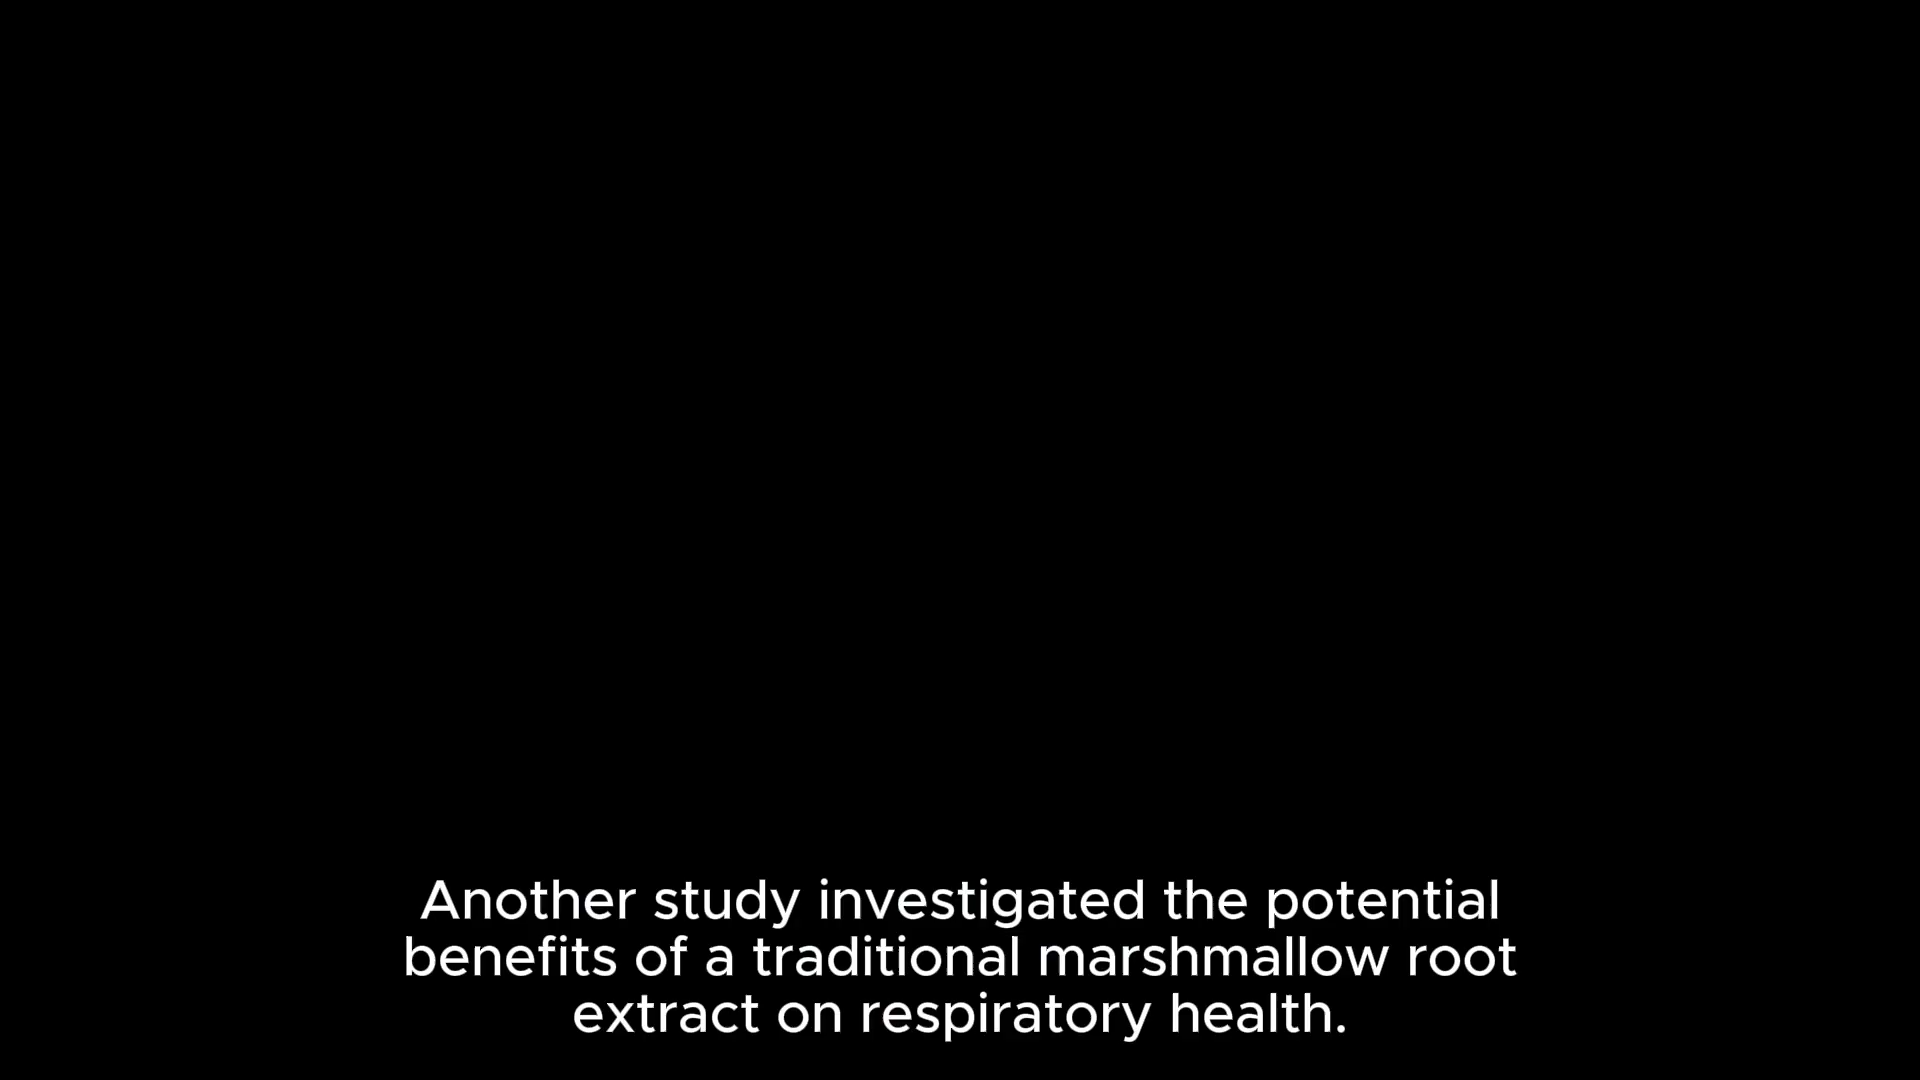 Another study investigated the potential
benefits of a traditional marshmallow root
extract on respiratory health.